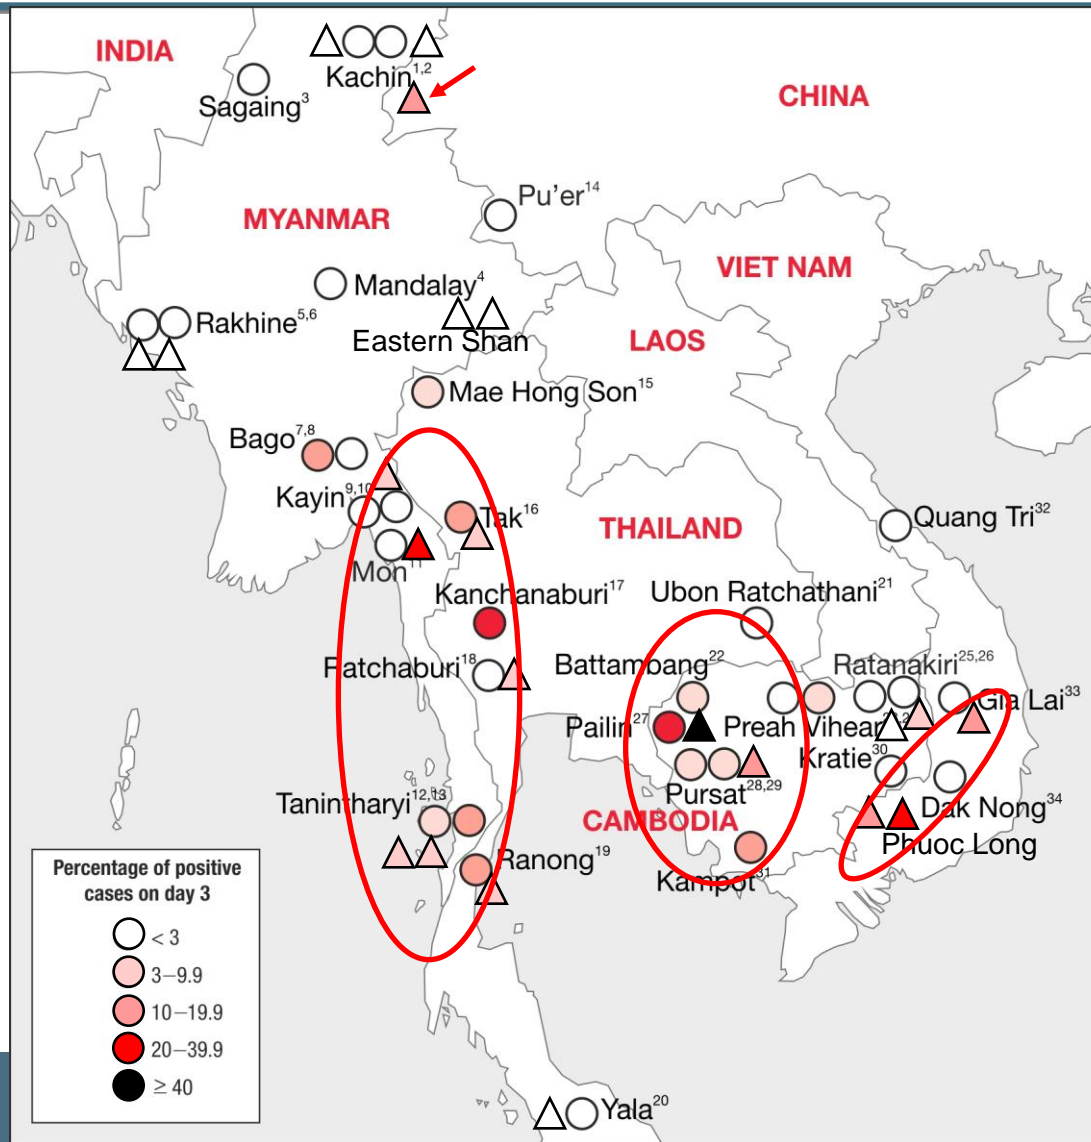 INDIA
Kachin1,2
Sagaing3
CHINA
Pu'er14
MYANMAR
VIET NAM
Mandalay4
Rakhine5,6
Eastern Shan
LAOS
Mae Hong Son15
Bago7,8
Kayin9,10
Tak16
Quang Tri32
THAILAND
Mon
Kanchanaburi17
Ubon Ratchathani21
Ratchaburi18
Battambang22
Ratanakiri25,26
Gia Lai33
Pailin27
Preah Vihear
Kratie30
Pursat28,29
Tanintharyi12,13
CAMBODIA
Dak Nong34
Phuoc Long
Ranong19
Kampot31
Percentage of positive
cases on day 3
< 3
3–9.9
10–19.9
20–39.9
≥ 40
Yala20